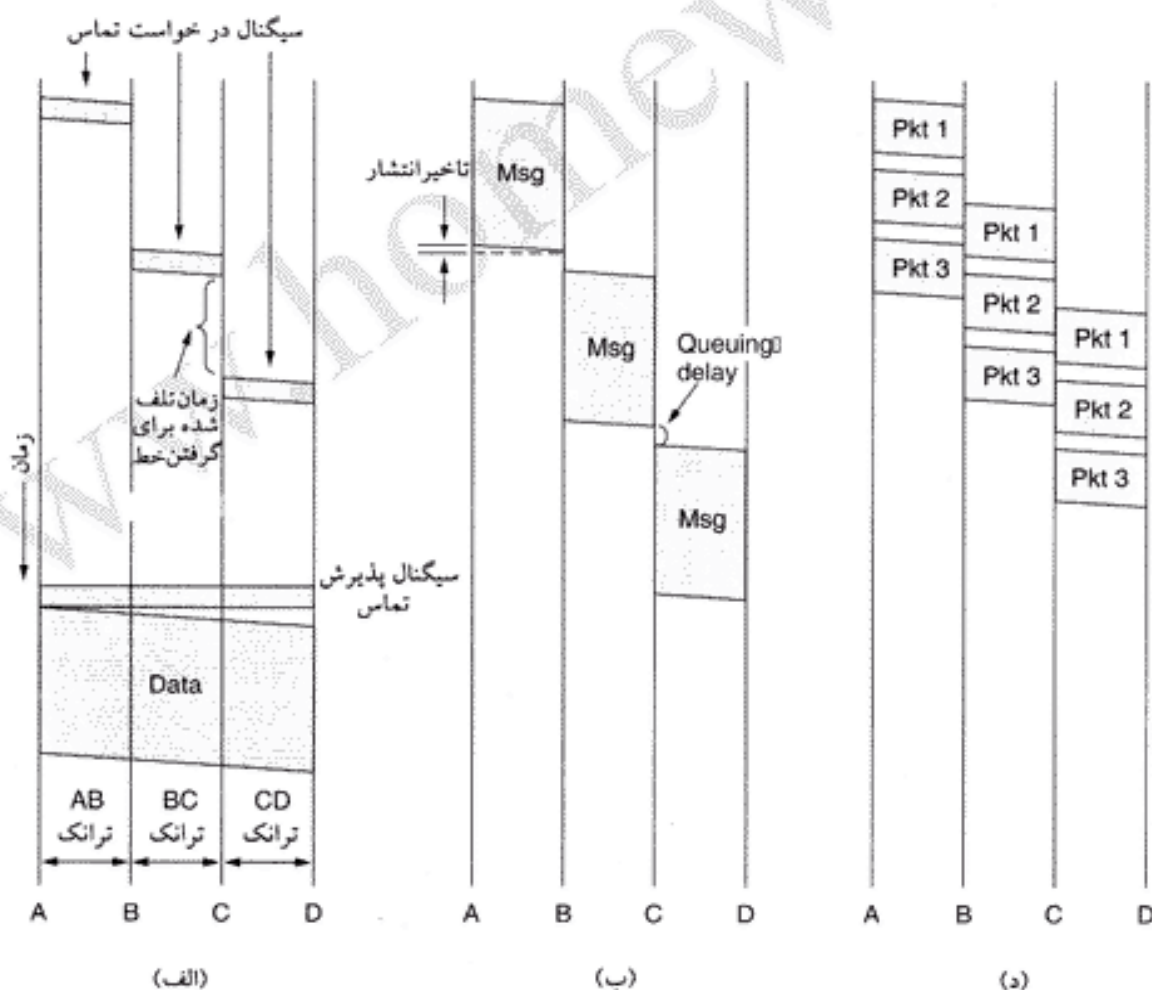 سیگنال در خواست تماس
زمان تلف
شده برای
گرفتن خط
زمان
سیگنال پذیرش
تماس
Data
AB
ترانک
BC
ترانک
CD
ترانک
A
B
C
D
(الف)
تاخیرانتشار
Msg
Msg
Queuing
delay
Msg
A
B
C
D
(ب)
Pkt 1
Pkt 2
Pkt 3
Pkt 1
Pkt 2
Pkt 3
Pkt 1
Pkt 2
Pkt 3
A
B
C
D
(د)